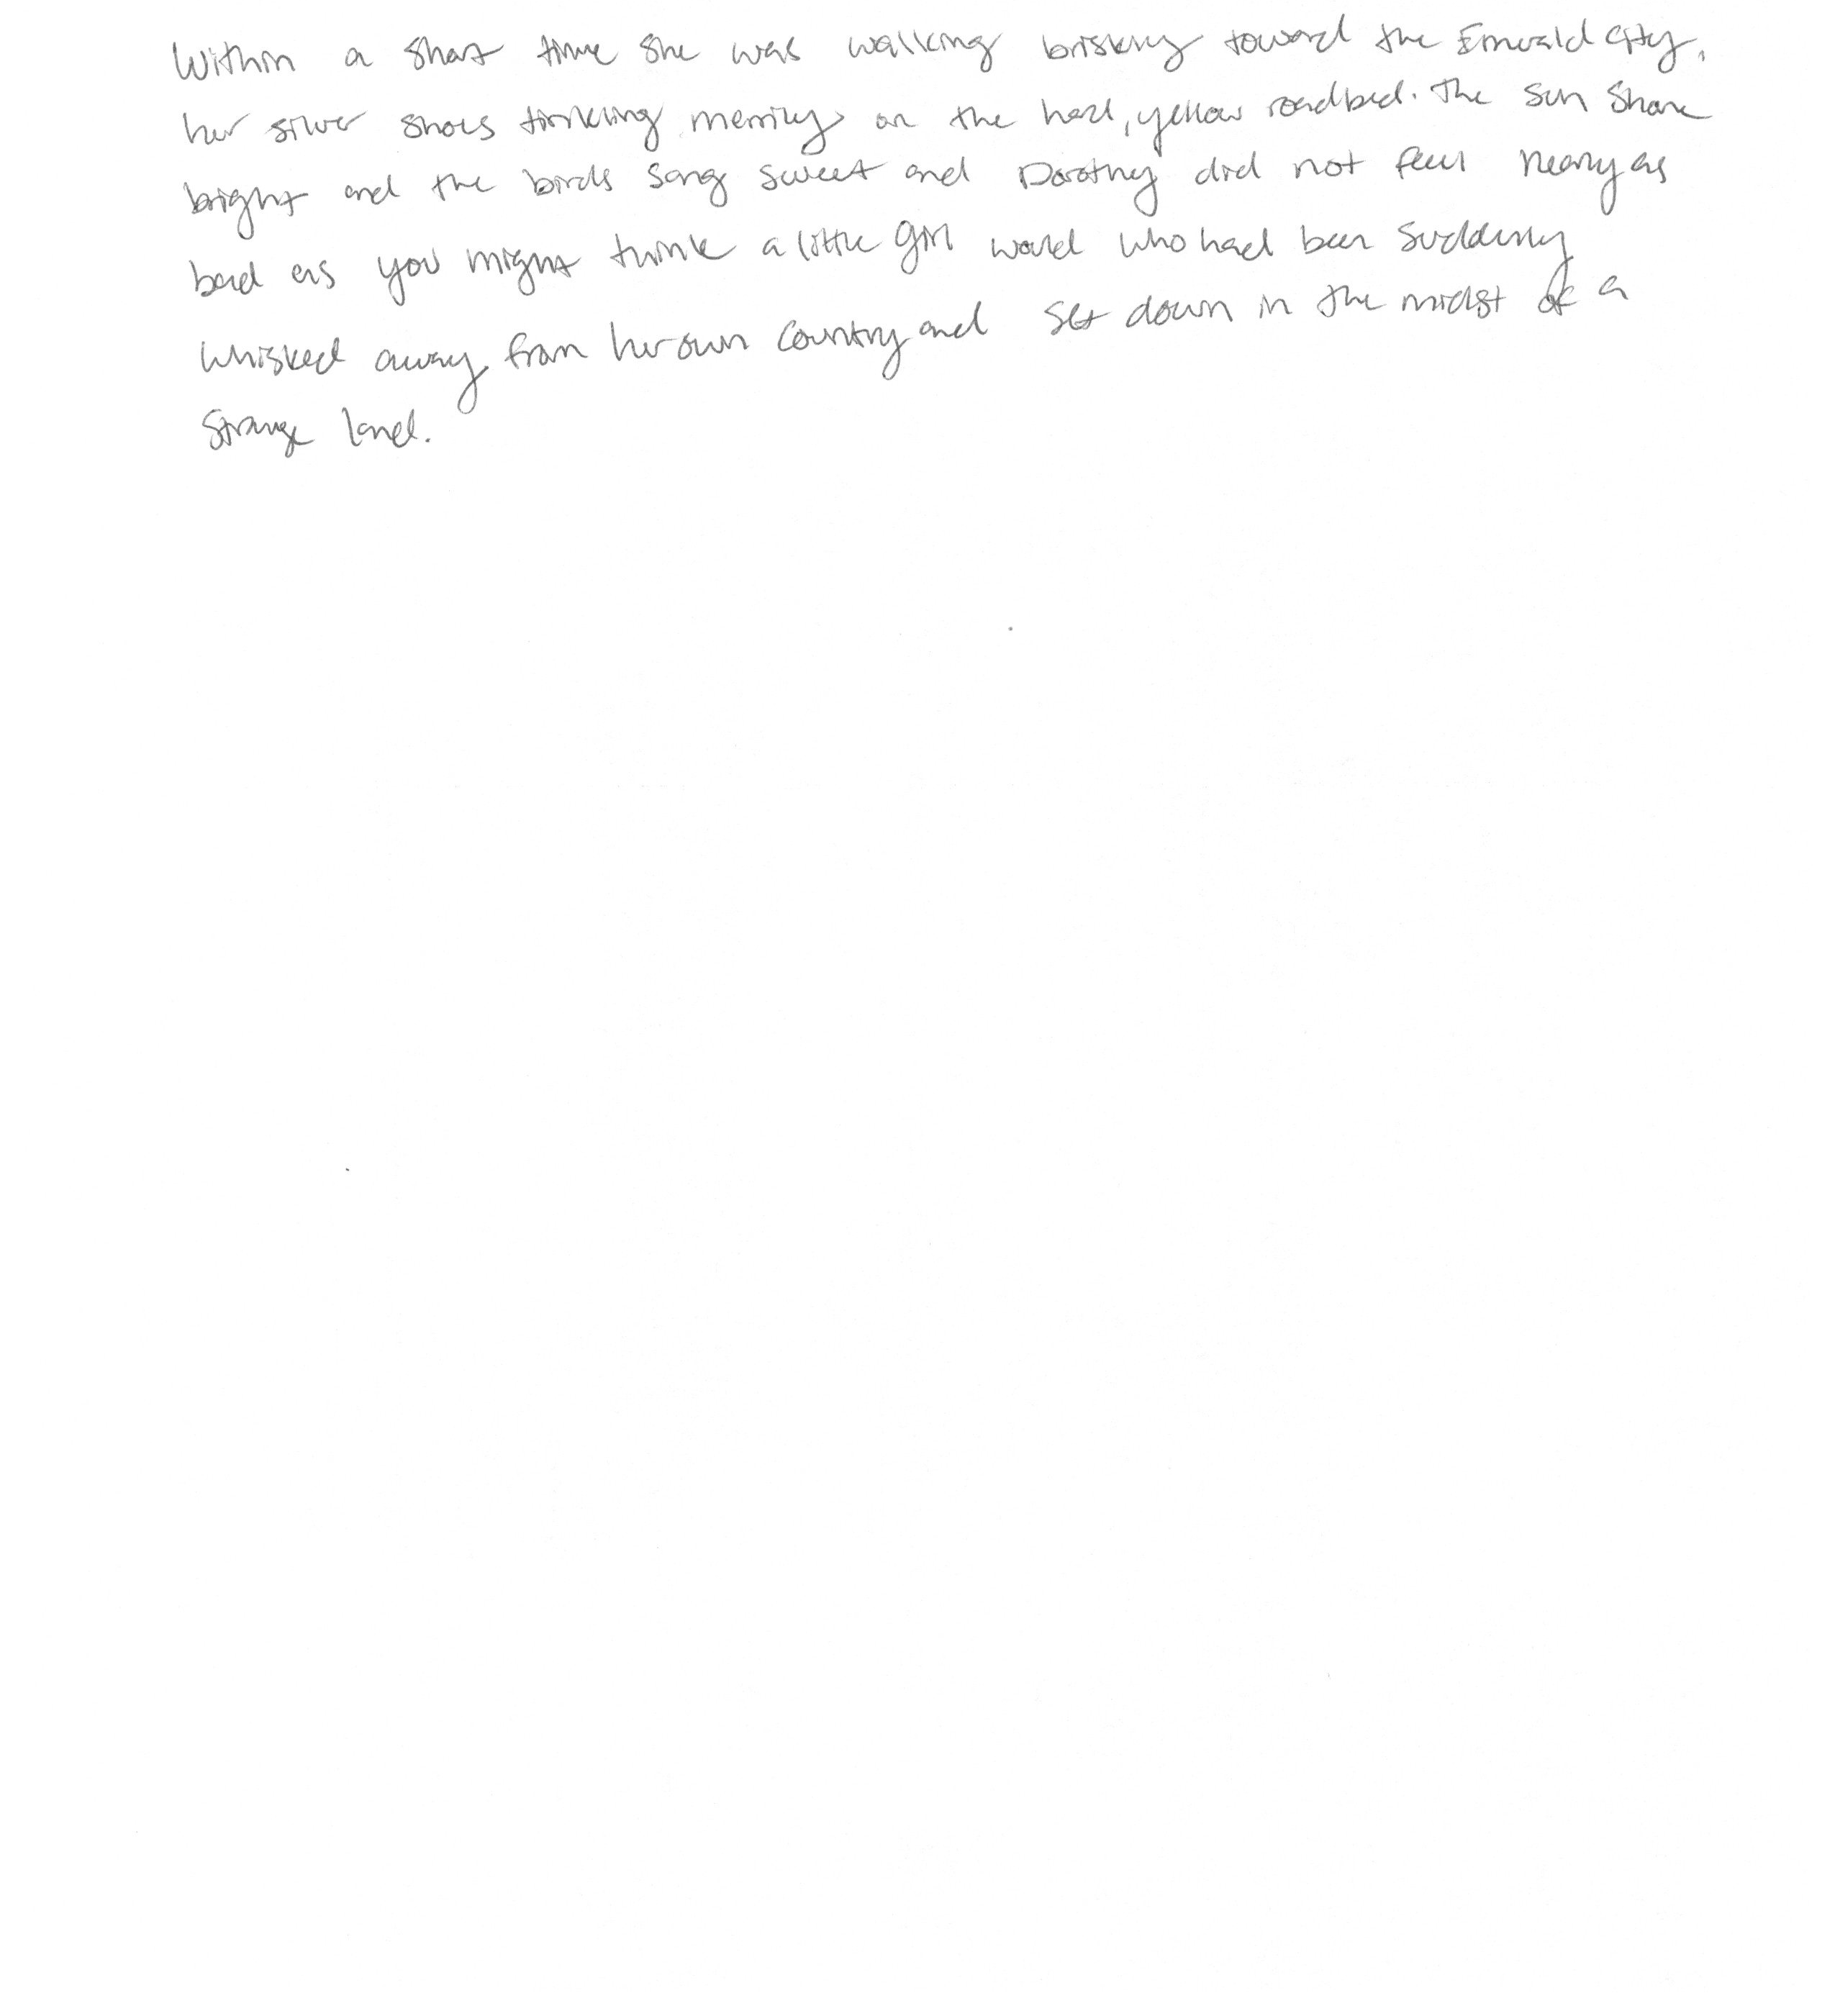 Within a short time she was walking briskly toward the Emerald City,
her silver shoes tinkling merrily on the hard, yellow roadbed. The sun shone
bright and the birds sang sweet and Dorothy did not feel nearly as
bad as you might think a little girl would who had been suddenly
whisked away from her own country and set down in the midst of a
strange land.